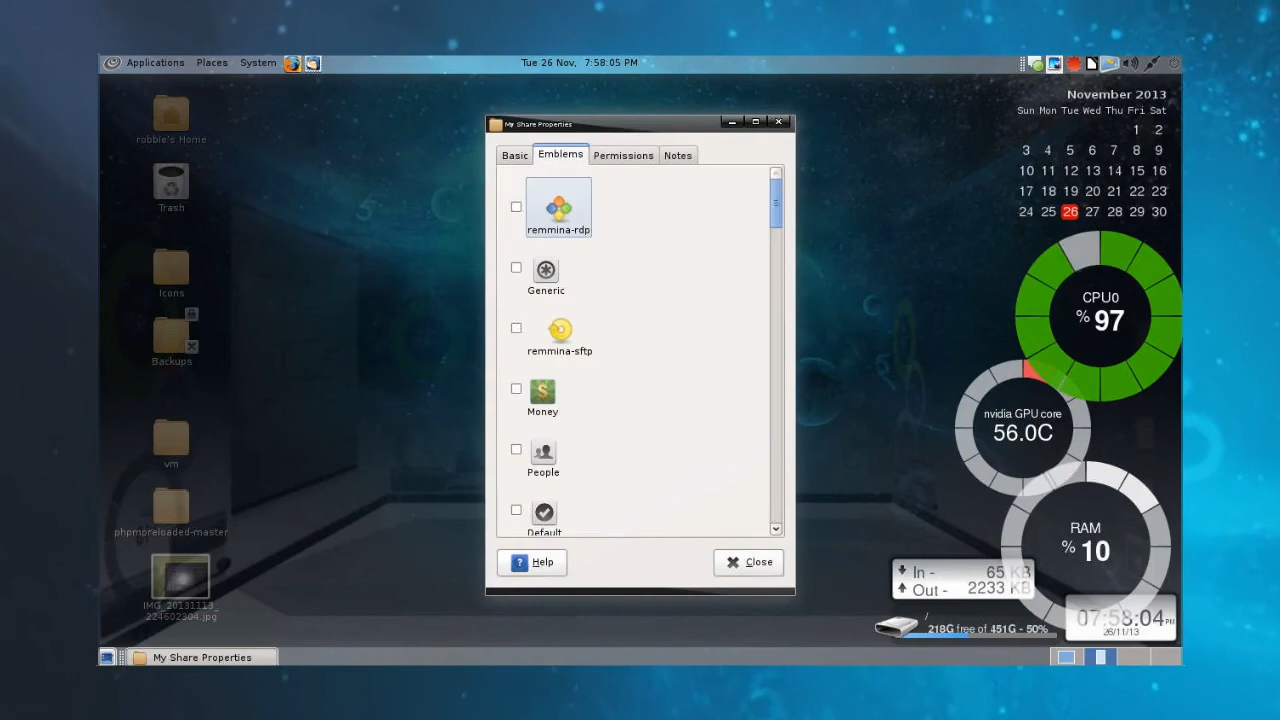 Applications Places System
Tue 26 Nov, 7:58:05 PM
robbie's Home
Trash
Icons
Backups
vm
phpmpreloaded-master
IMG_20131113_
224602304.jpg
My Share Properties
Basic Emblems Permissions Notes
remmina-rdp
Generic
remmina-sftp
Money
People
Default
Help Close
November 2013
Sun Mon Tue Wed Thu Fri Sat
1 2
3 4 5 6 7 8 9
10 11 12 13 14 15 16
17 18 19 20 21 22 23
24 25 26 27 28 29 30
CPU0
% 97
nvidia GPU core
56.0C
RAM
% 10
In - 65 KB
Out - 2233 KB
/
218G free of 451G - 50%
07:58:04 PM
26/11/13
My Share Properties